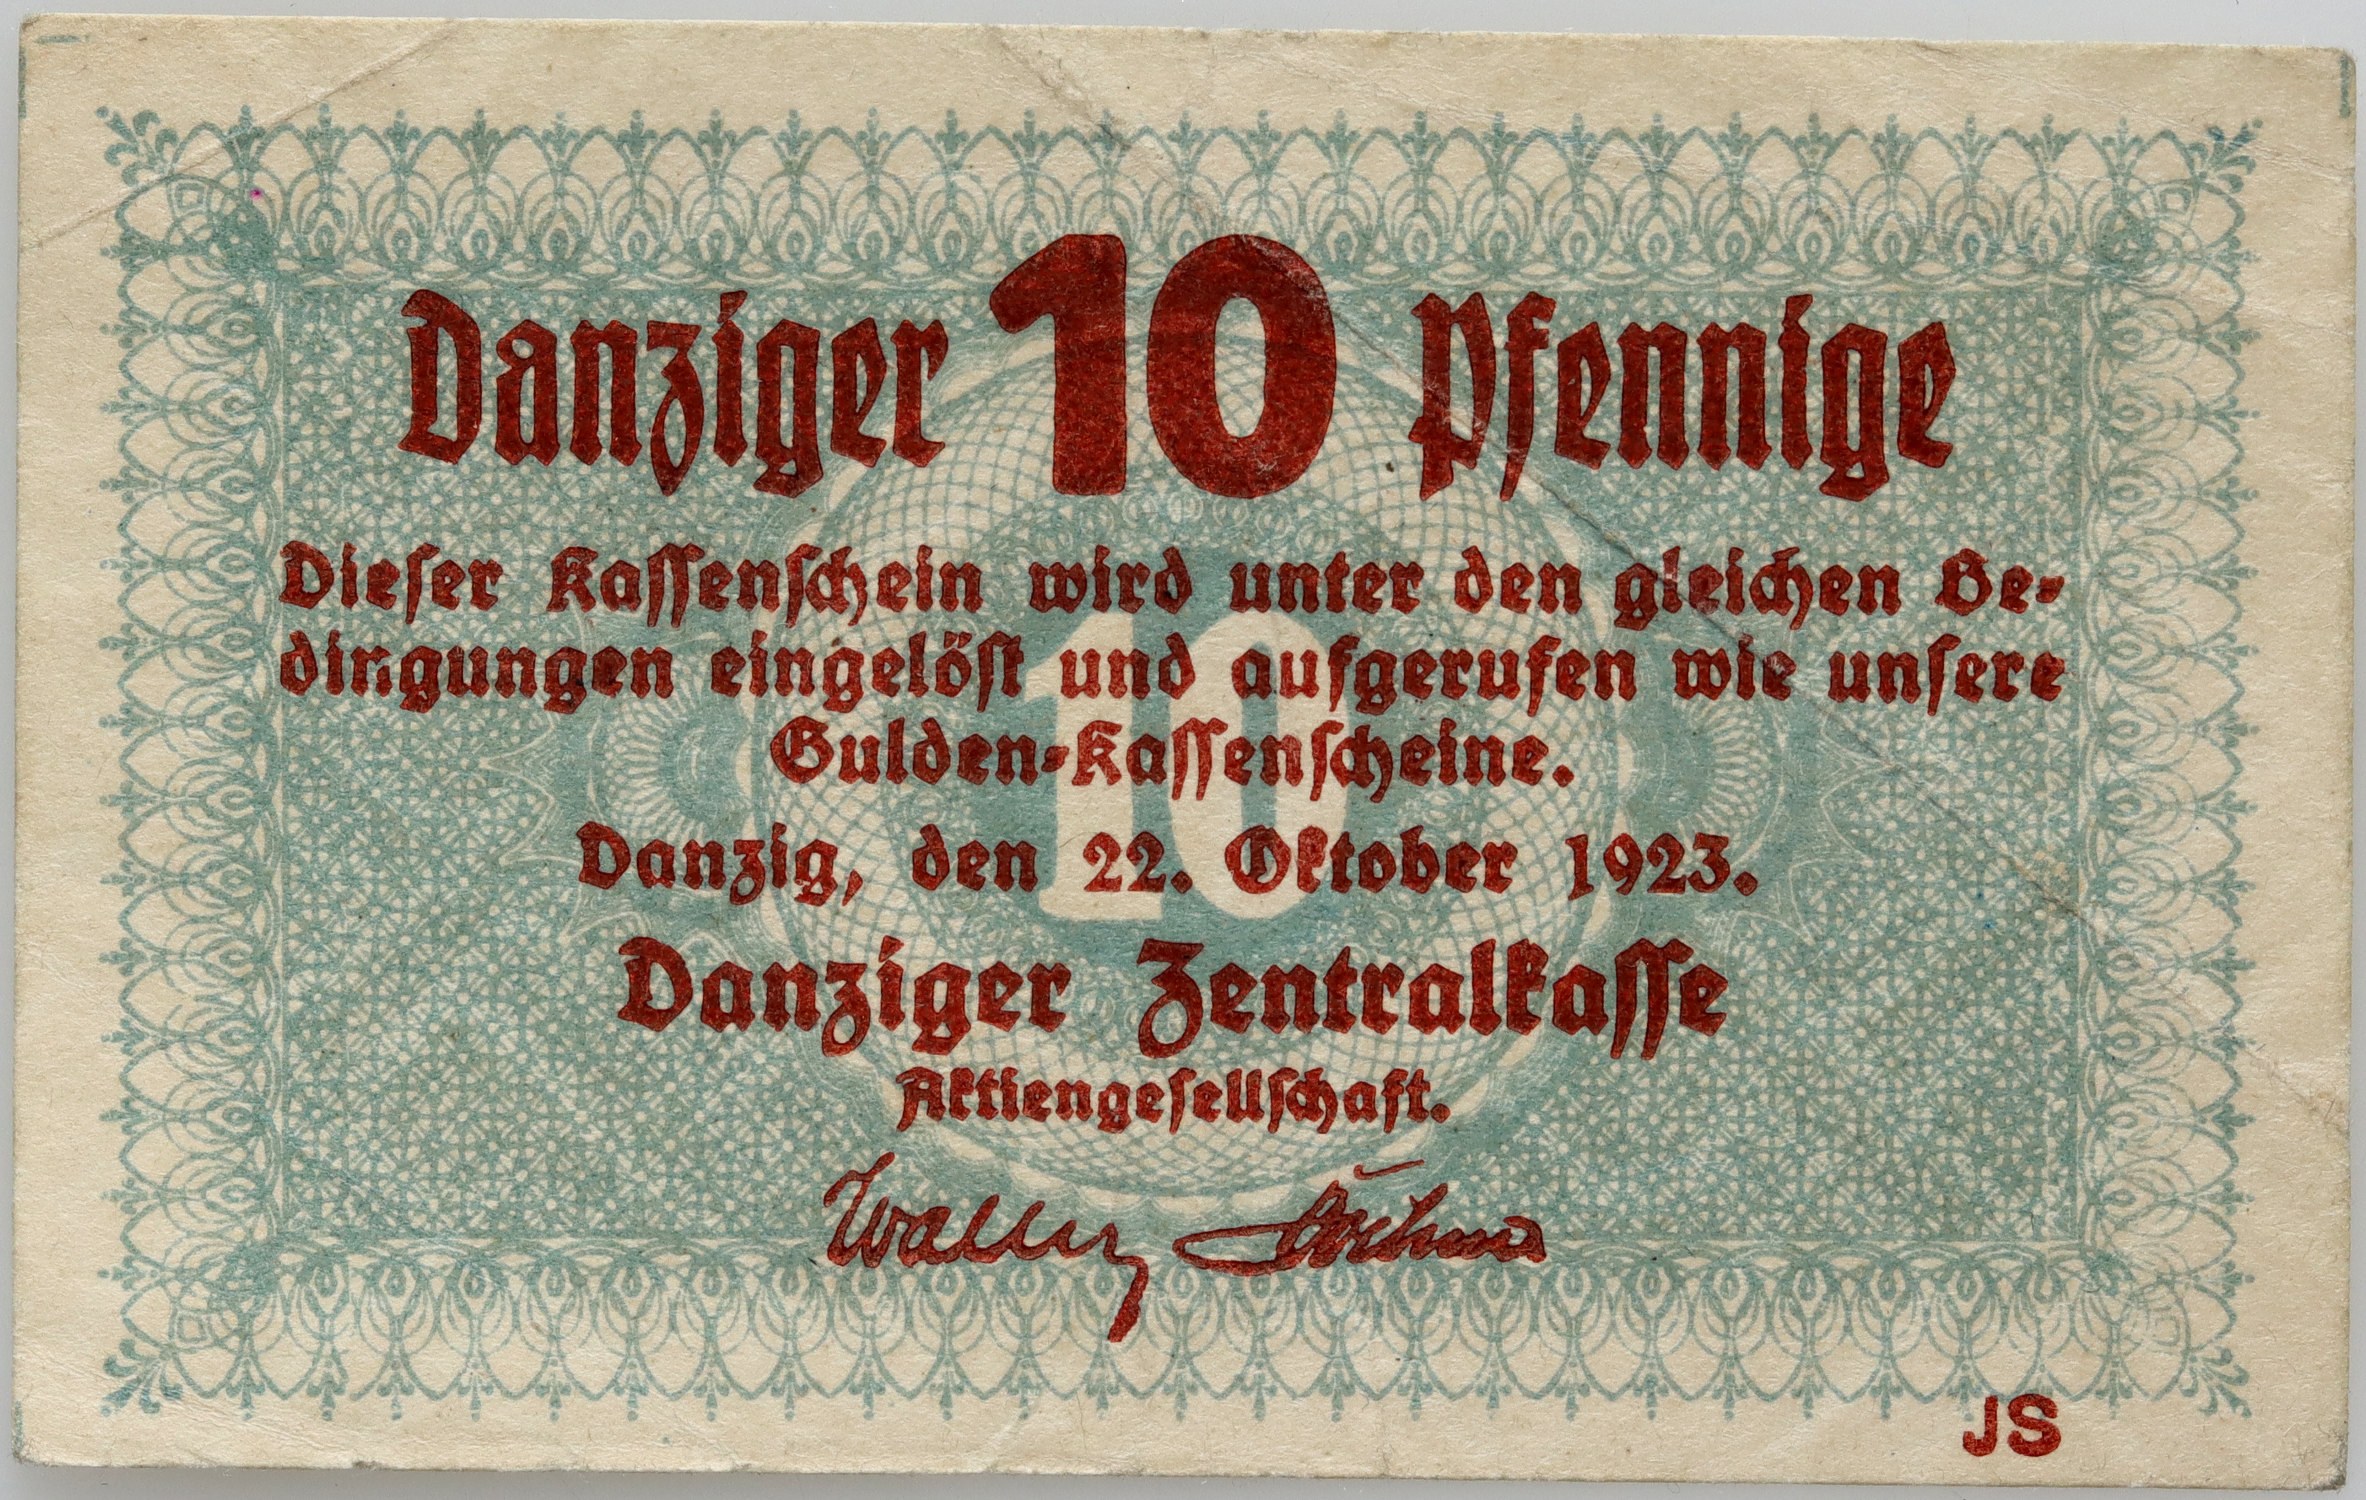 Danziger 10 Pfennige
Dieser Kassenschein wird unter den gleichen Be-
dingungen eingelöst und aufgerufen wie unsere
Gulden-Kassenscheine.
10
Danzig, den 22. Oktober 1923.
Danziger Zentralkasse
Aktiengesellschaft.
JS